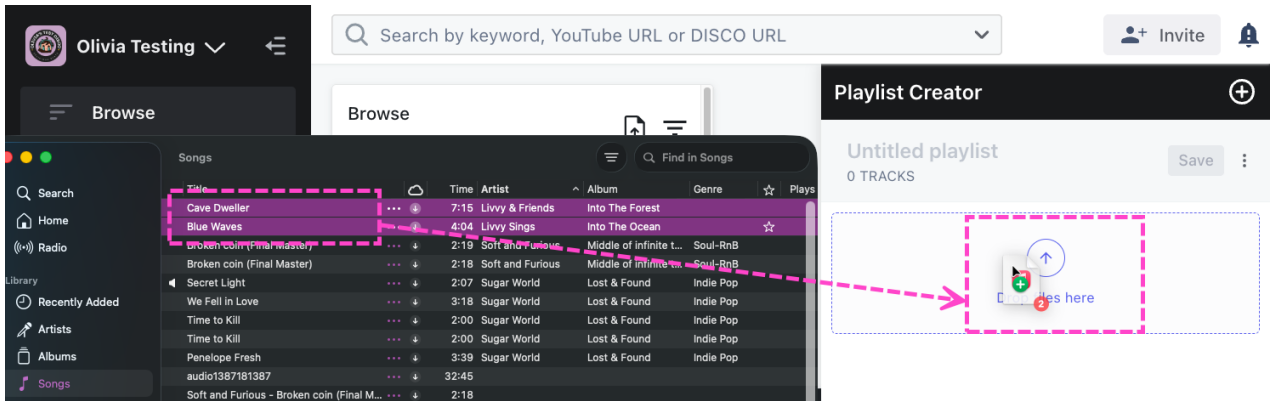 Olivia Testing
Search by keyword, YouTube URL or DISCO URL
Invite
Browse
Browse
Playlist Creator
Untitled playlist
Save
0 TRACKS
Drop files here
2
Songs
Find in Songs
Search
Home
Radio
Library
Recently Added
Artists
Albums
Songs
Title Time Artist Album Genre Plays
Cave Dweller ••• 7:15 Livvy & Friends Into The Forest
Blue Waves 4:04 Livvy Sings Into The Ocean
Broken coin (Final Master) ••• 2:19 Soft and Furious Middle of infinite t... Soul-RnB
Broken coin (Final Master) ••• 2:18 Soft and Furious Middle of infinite t... Soul-RnB
Secret Light ••• 2:07 Sugar World Lost & Found Indie Pop
We Fell in Love ••• 3:18 Sugar World Lost & Found Indie Pop
Time to Kill ••• 2:00 Sugar World Lost & Found Indie Pop
Time to Kill ••• 2:00 Sugar World Lost & Found Indie Pop
Penelope Fresh ••• 3:39 Sugar World Lost & Found Indie Pop
audio1387181387 ••• 32:45
Soft and Furious - Broken coin (Final M... ••• 2:18